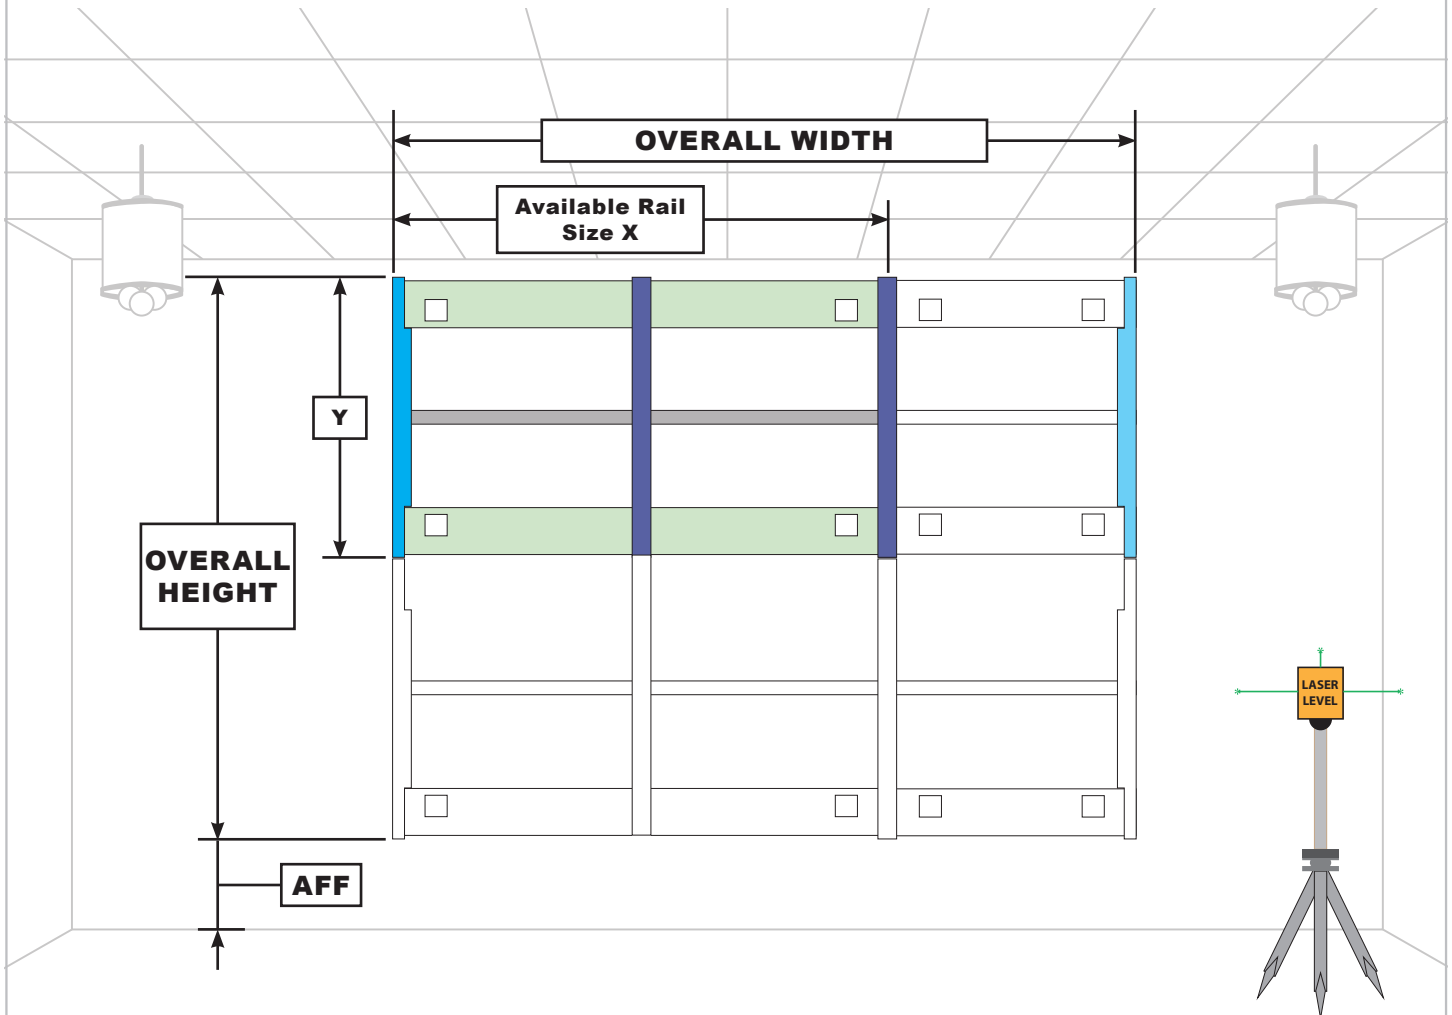 OVERALL WIDTH
Available Rail
Size X
Y
OVERALL
HEIGHT
LASER
LEVEL
AFF